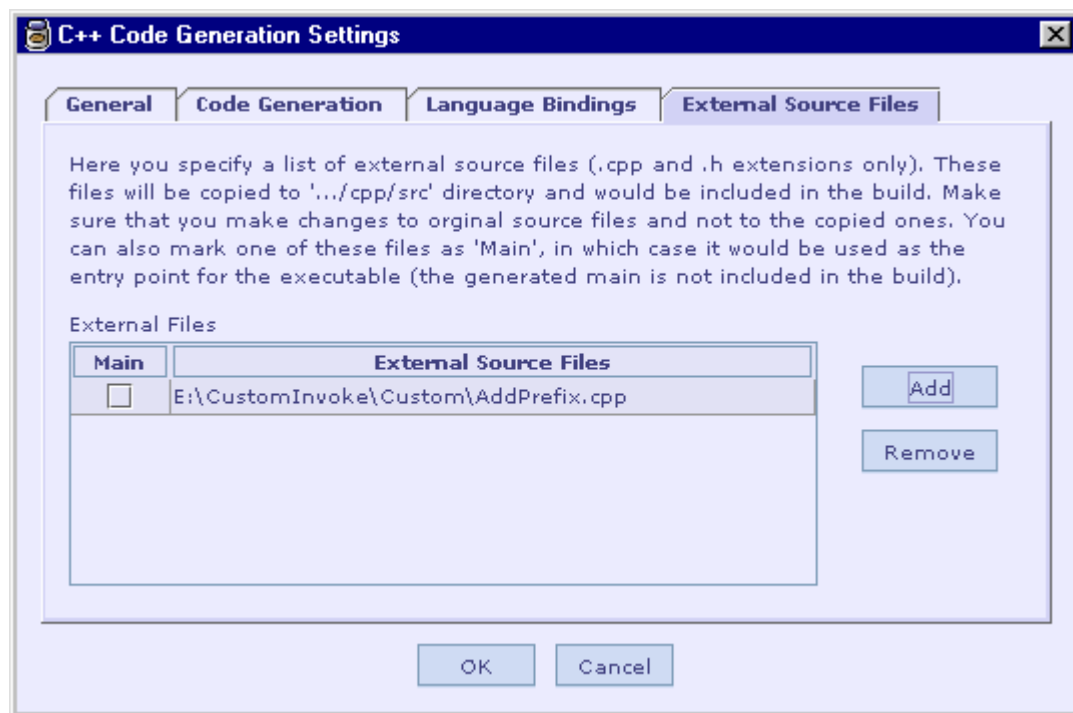 C++ Code Generation Settings
General Code Generation Language Bindings External Source Files
Here you specify a list of external source files (.cpp and .h extensions only). These
files will be copied to '.../cpp/src' directory and would be included in the build. Make
sure that you make changes to orginal source files and not to the copied ones. You
can also mark one of these files as 'Main', in which case it would be used as the
entry point for the executable (the generated main is not included in the build).
External Files
Main External Source Files
E:\CustomInvoke\Custom\AddPrefix.cpp
Add
Remove
OK Cancel